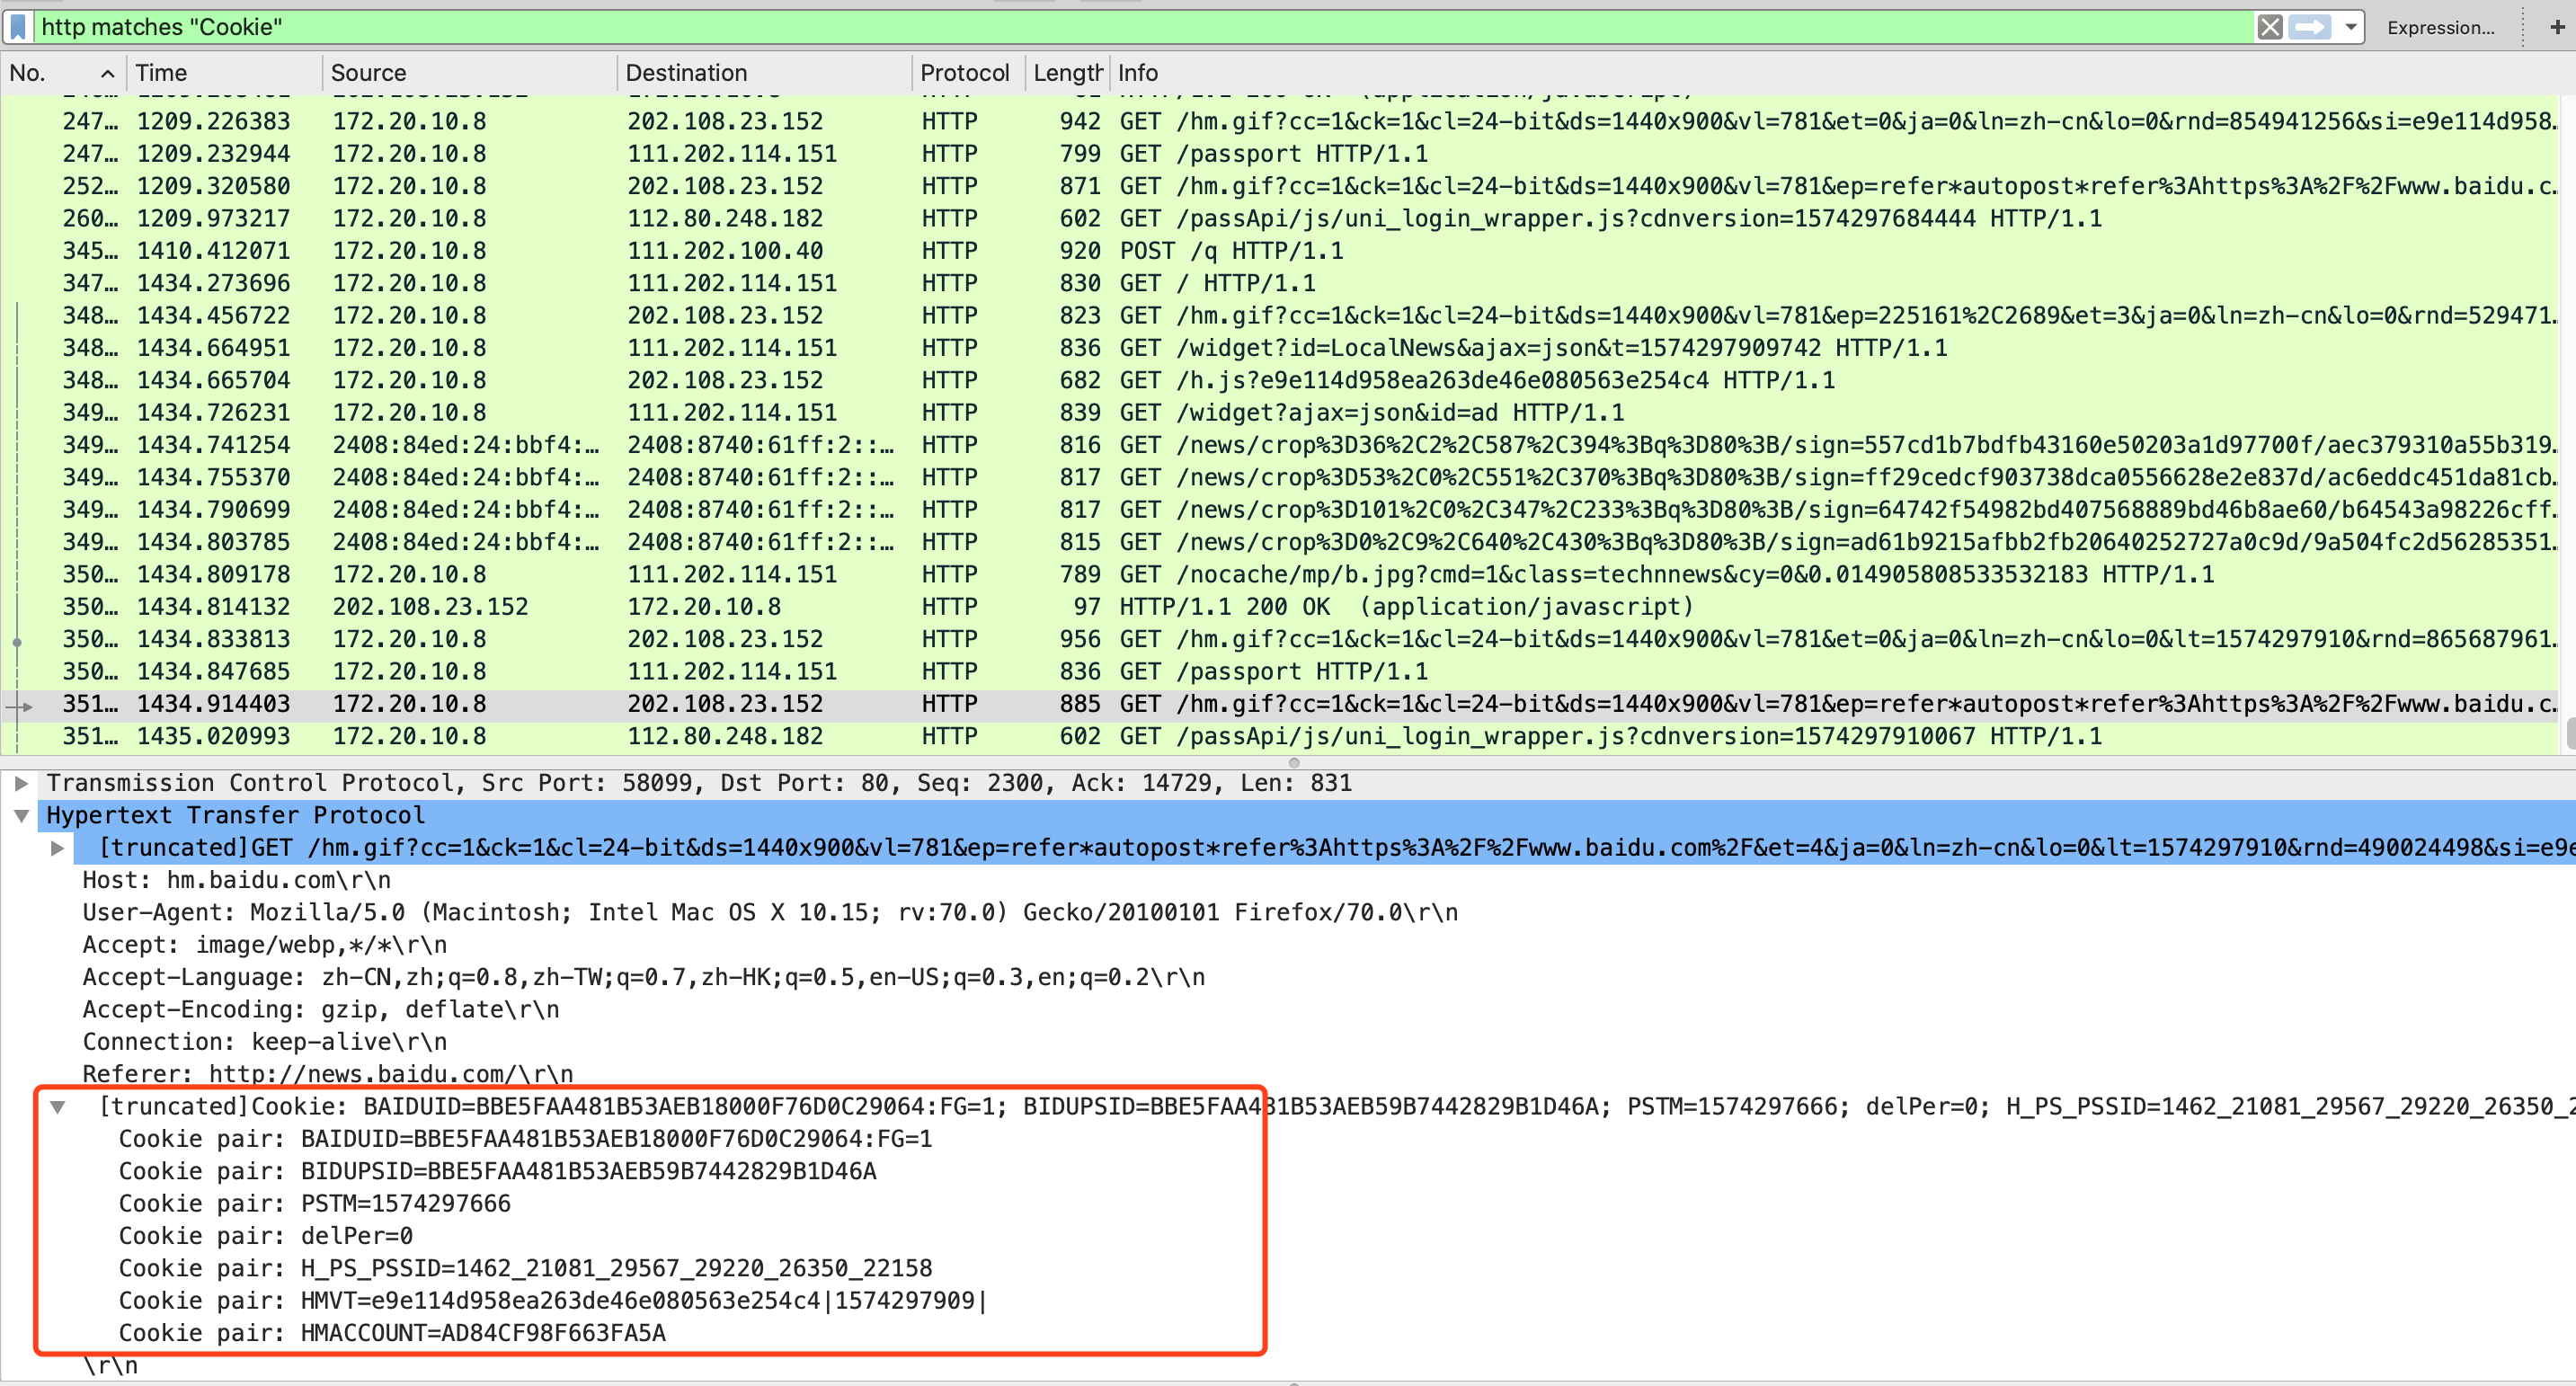 http matches "Cookie"
Expression...
+
No. Time Source Destination Protocol Length Info
247… 1209.226383 172.20.10.8 202.108.23.152 HTTP 942 GET /hm.gif?cc=1&ck=1&cl=24-bit&ds=1440x900&vl=781&et=0&ja=0&ln=zh-cn&lo=0&rnd=854941256&si=e9e114d958…
247… 1209.232944 172.20.10.8 111.202.114.151 HTTP 799 GET /passport HTTP/1.1
252… 1209.320580 172.20.10.8 202.108.23.152 HTTP 871 GET /hm.gif?cc=1&ck=1&cl=24-bit&ds=1440x900&vl=781&ep=refer*autopost*refer%3Ahttps%3A%2F%2Fwww.baidu.c…
260… 1209.973217 172.20.10.8 112.80.248.182 HTTP 602 GET /passApi/js/uni_login_wrapper.js?cdnversion=1574297684444 HTTP/1.1
345… 1410.412071 172.20.10.8 111.202.100.40 HTTP 920 POST /q HTTP/1.1
347… 1434.273696 172.20.10.8 111.202.114.151 HTTP 830 GET / HTTP/1.1
348… 1434.456722 172.20.10.8 202.108.23.152 HTTP 823 GET /hm.gif?cc=1&ck=1&cl=24-bit&ds=1440x900&vl=781&ep=225161%2C2689&et=3&ja=0&ln=zh-cn&lo=0&rnd=529471…
348… 1434.664951 172.20.10.8 111.202.114.151 HTTP 836 GET /widget?id=LocalNews&ajax=json&t=1574297909742 HTTP/1.1
348… 1434.665704 172.20.10.8 202.108.23.152 HTTP 682 GET /h.js?e9e114d958ea263de46e080563e254c4 HTTP/1.1
349… 1434.726231 172.20.10.8 111.202.114.151 HTTP 839 GET /widget?ajax=json&id=ad HTTP/1.1
349… 1434.741254 2408:84ed:24:bbf4:… 2408:8740:61ff:2::… HTTP 816 GET /news/crop%3D36%2C2%2C587%2C394%3Bq%3D80%3B/sign=557cd1b7bdfb43160e50203a1d97700f/aec379310a55b319…
349… 1434.755370 2408:84ed:24:bbf4:… 2408:8740:61ff:2::… HTTP 817 GET /news/crop%3D53%2C0%2C551%2C370%3Bq%3D80%3B/sign=ff29cedcf903738dca0556628e2e837d/ac6eddc451da81cb…
349… 1434.790699 2408:84ed:24:bbf4:… 2408:8740:61ff:2::… HTTP 817 GET /news/crop%3D101%2C0%2C347%2C233%3Bq%3D80%3B/sign=64742f54982bd407568889bd46b8ae60/b64543a98226cff…
349… 1434.803785 2408:84ed:24:bbf4:… 2408:8740:61ff:2::… HTTP 815 GET /news/crop%3D0%2C9%2C640%2C430%3Bq%3D80%3B/sign=ad61b9215afbb2fb20640252727a0c9d/9a504fc2d56285351…
350… 1434.809178 172.20.10.8 111.202.114.151 HTTP 789 GET /nocache/mp/b.jpg?cmd=1&class=technnews&cy=0&0.014905808533532183 HTTP/1.1
350… 1434.814132 202.108.23.152 172.20.10.8 HTTP 97 HTTP/1.1 200 OK (application/javascript)
350… 1434.833813 172.20.10.8 202.108.23.152 HTTP 956 GET /hm.gif?cc=1&ck=1&cl=24-bit&ds=1440x900&vl=781&et=0&ja=0&ln=zh-cn&lo=0&lt=1574297910&rnd=865687961…
350… 1434.847685 172.20.10.8 111.202.114.151 HTTP 836 GET /passport HTTP/1.1
351… 1434.914403 172.20.10.8 202.108.23.152 HTTP 885 GET /hm.gif?cc=1&ck=1&cl=24-bit&ds=1440x900&vl=781&ep=refer*autopost*refer%3Ahttps%3A%2F%2Fwww.baidu.c…
351… 1435.020993 172.20.10.8 112.80.248.182 HTTP 602 GET /passApi/js/uni_login_wrapper.js?cdnversion=1574297910067 HTTP/1.1
Transmission Control Protocol, Src Port: 58099, Dst Port: 80, Seq: 2300, Ack: 14729, Len: 831
Hypertext Transfer Protocol
[truncated]GET /hm.gif?cc=1&ck=1&cl=24-bit&ds=1440x900&vl=781&ep=refer*autopost*refer%3Ahttps%3A%2F%2Fwww.baidu.com%2F&et=4&ja=0&ln=zh-cn&lo=0&lt=1574297910&rnd=490024498&si=e9e
Host: hm.baidu.com\r\n
User-Agent: Mozilla/5.0 (Macintosh; Intel Mac OS X 10.15; rv:70.0) Gecko/20100101 Firefox/70.0\r\n
Accept: image/webp,*/*\r\n
Accept-Language: zh-CN,zh;q=0.8,zh-TW;q=0.7,zh-HK;q=0.5,en-US;q=0.3,en;q=0.2\r\n
Accept-Encoding: gzip, deflate\r\n
Connection: keep-alive\r\n
Referer: http://news.baidu.com/\r\n
[truncated]Cookie: BAIDUID=BBE5FAA481B53AEB18000F76D0C29064:FG=1; BIDUPSID=BBE5FAA481B53AEB59B7442829B1D46A; PSTM=1574297666; delPer=0; H_PS_PSSID=1462_21081_29567_29220_26350_2
Cookie pair: BAIDUID=BBE5FAA481B53AEB18000F76D0C29064:FG=1
Cookie pair: BIDUPSID=BBE5FAA481B53AEB59B7442829B1D46A
Cookie pair: PSTM=1574297666
Cookie pair: delPer=0
Cookie pair: H_PS_PSSID=1462_21081_29567_29220_26350_22158
Cookie pair: HMVT=e9e114d958ea263de46e080563e254c4|1574297909|
Cookie pair: HMACCOUNT=AD84CF98F663FA5A
\r\n